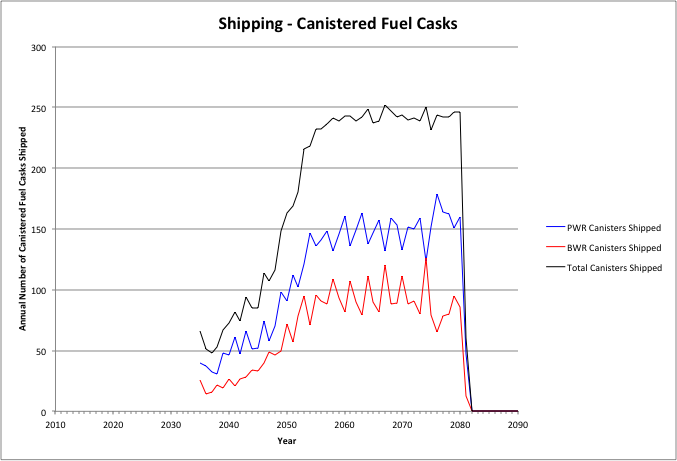 Shipping - Canistered Fuel Casks
Annual Number of Canistered Fuel Casks Shipped
300
250
200
150
100
50
0
2010 2020 2030 2040 2050 2060 2070 2080 2090
Year
PWR Canisters Shipped
BWR Canisters Shipped
Total Canisters Shipped